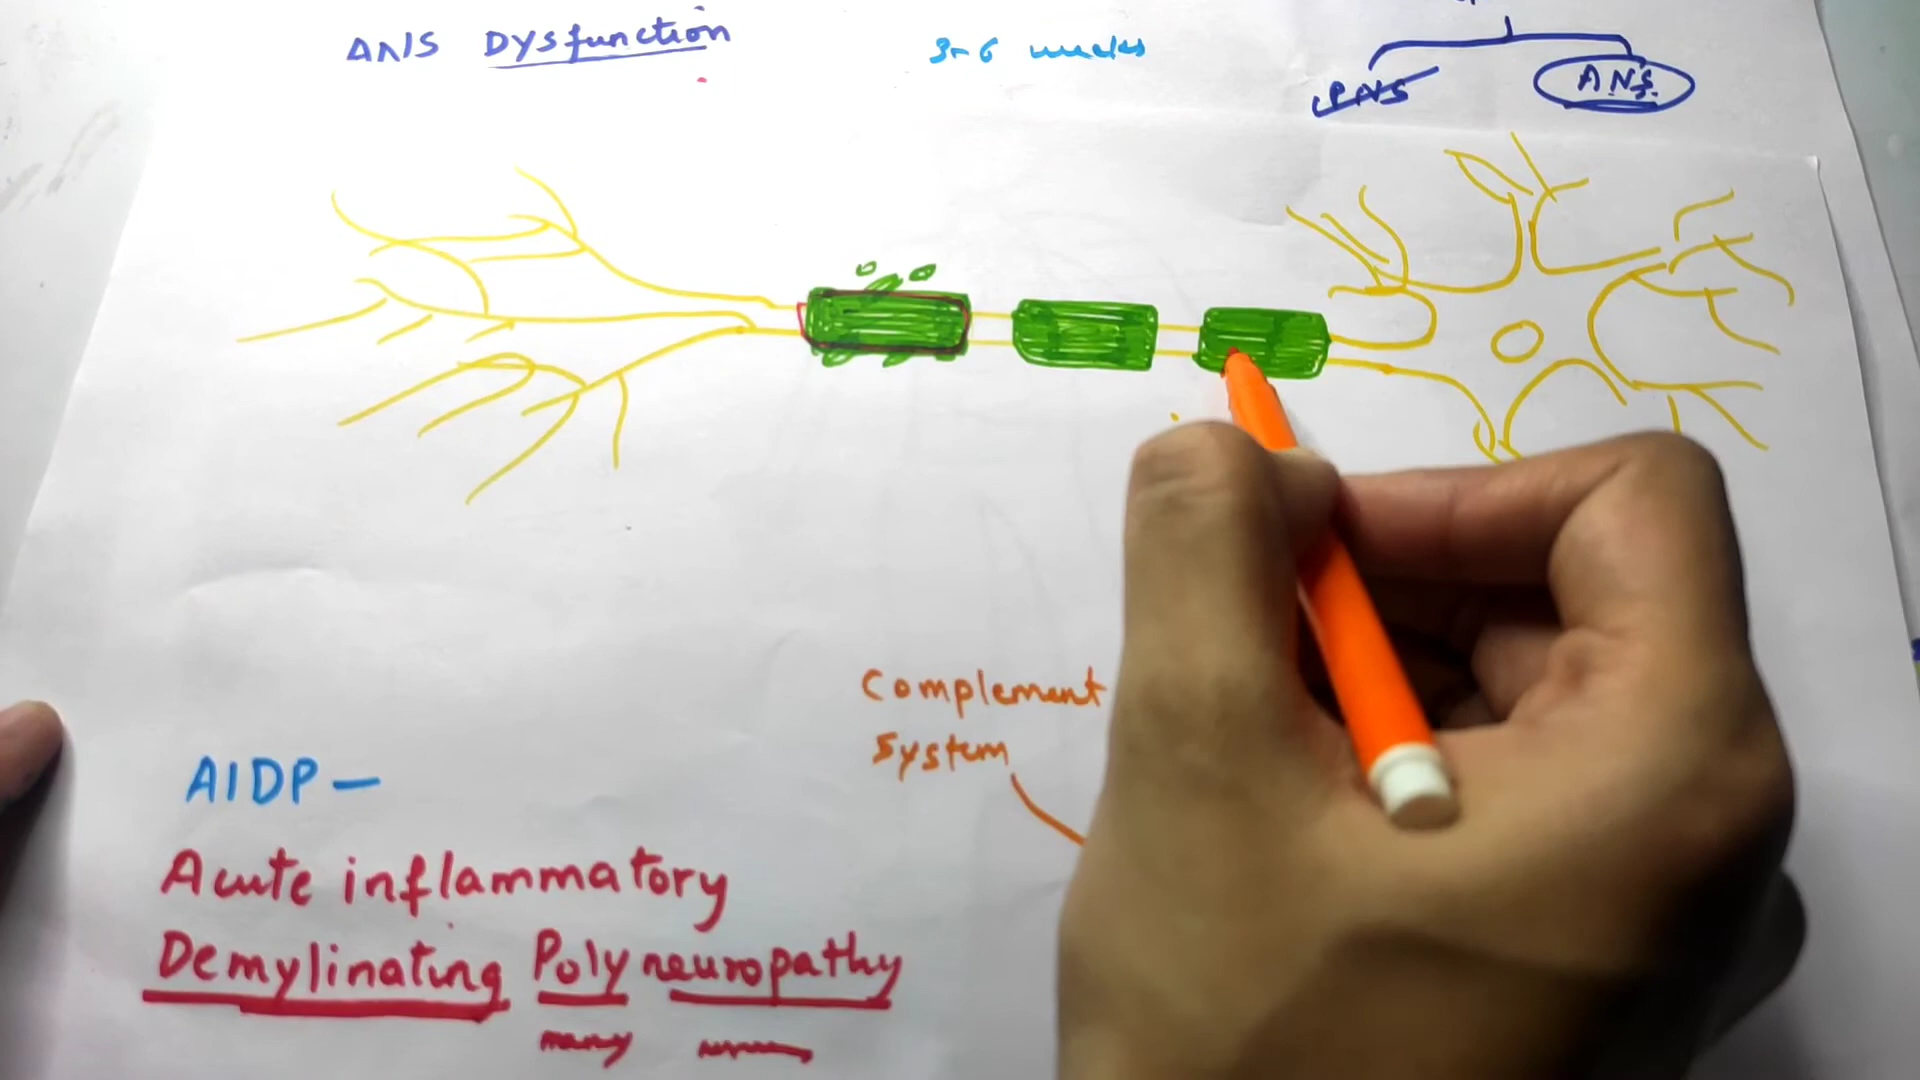 ANS Dysfunction
3-6 weeks
PNS
ANS
Complement
System
AIDP -
Acute inflammatory
Demylinating Polyneuropathy
many